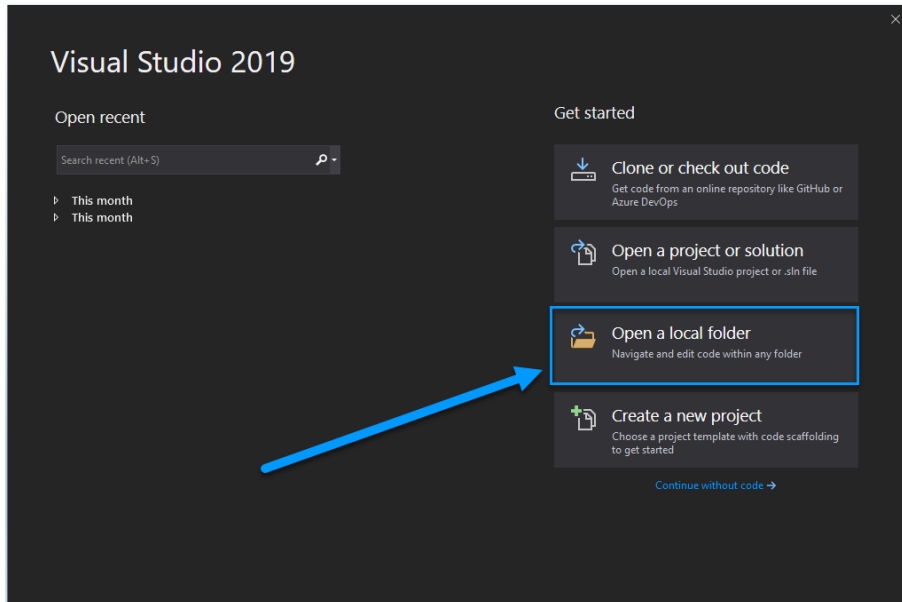 Visual Studio 2019
Open recent
Search recent (Alt+S)
This month
This month
Get started
Clone or check out code
Get code from an online repository like GitHub or
Azure DevOps
Open a project or solution
Open a local Visual Studio project or .sln file
Open a local folder
Navigate and edit code within any folder
Create a new project
Choose a project template with code scaffolding
to get started
Continue without code →